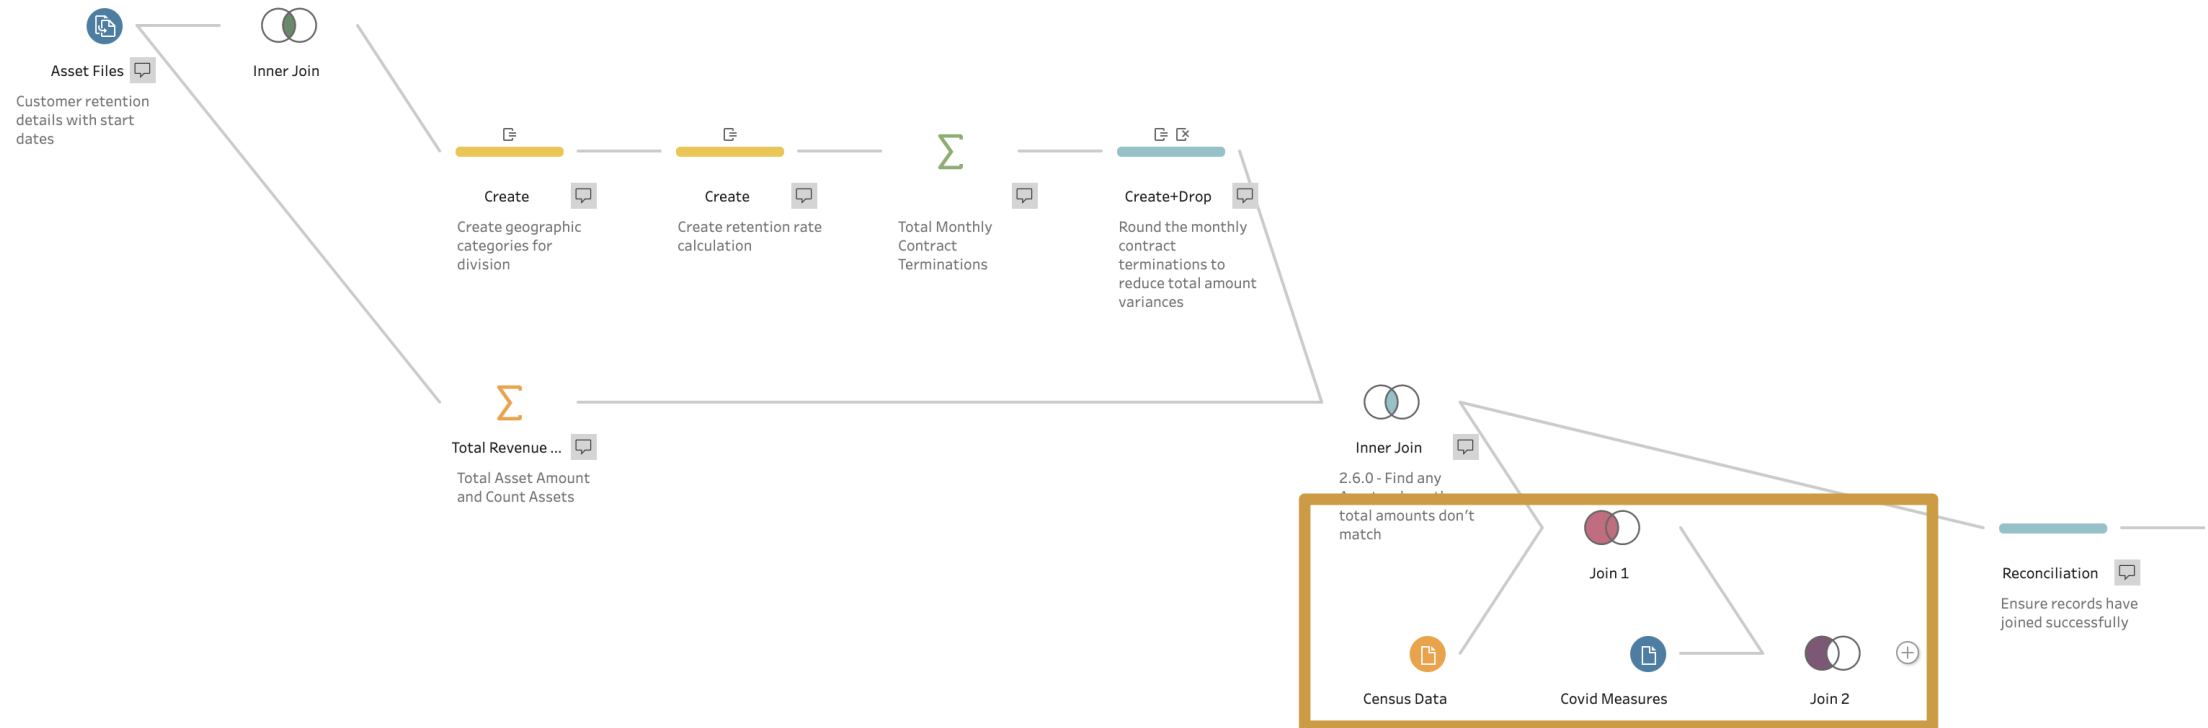 Asset Files
Customer retention
details with start
dates
Inner Join
Create
Create geographic
categories for
division
Create
Create retention rate
calculation
Total Monthly
Contract
Terminations
Create+Drop
Round the monthly
contract
terminations to
reduce total amount
variances
Total Revenue ...
Total Asset Amount
and Count Assets
Inner Join
2.6.0 - Find any
total amounts don't
match
Join 1
Census Data
Covid Measures
Join 2
Reconciliation
Ensure records have
joined successfully